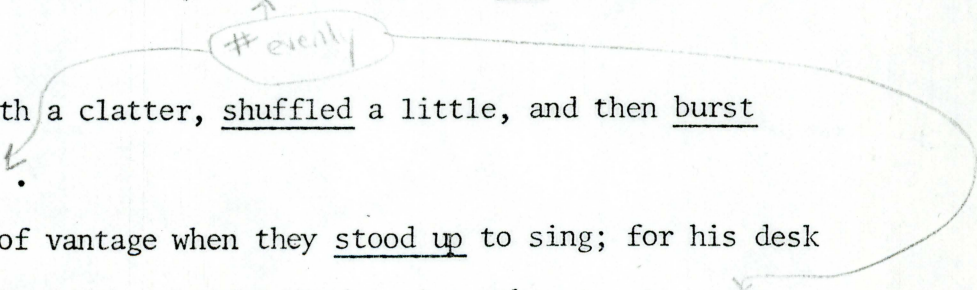 # evenly
th a clatter, shuffled a little, and then burst
.
of vantage when they stood up to sing; for his desk